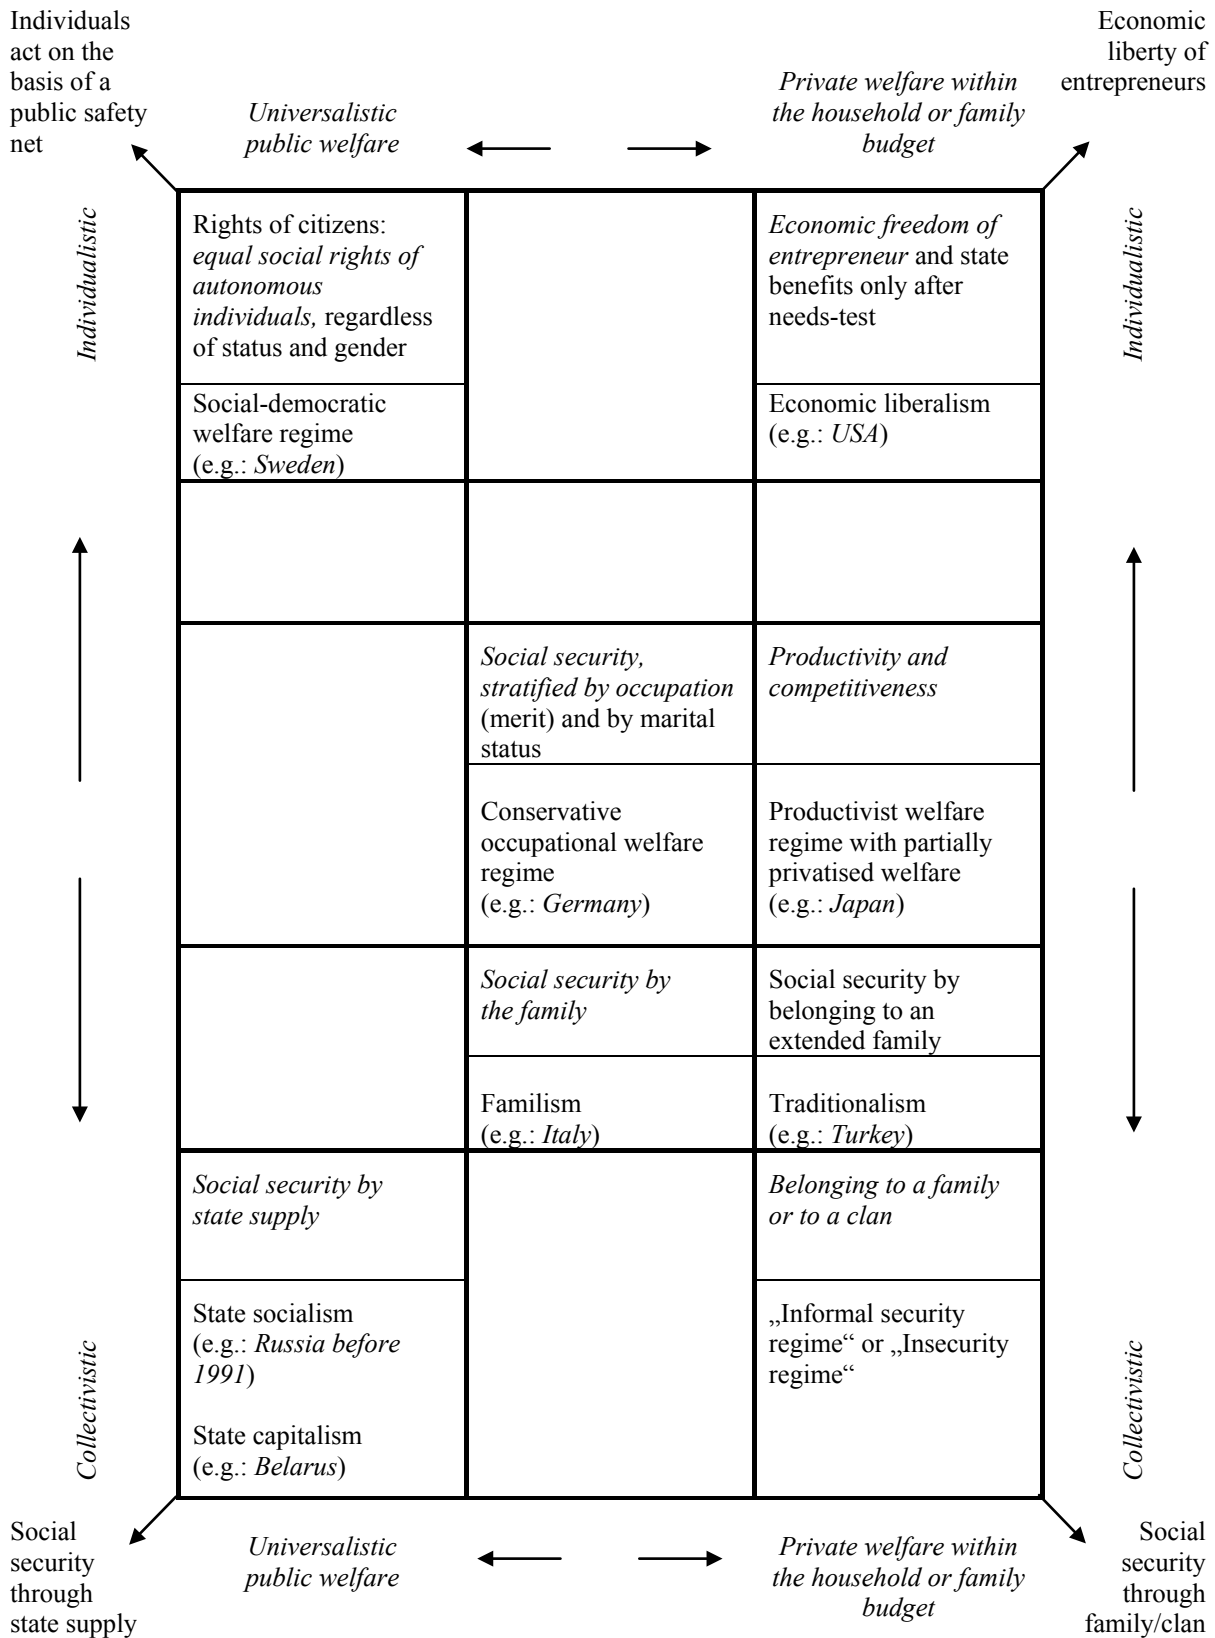 Individuals
act on the
basis of a
public safety
net
Universalistic
public welfare
Private welfare within
the household or family
budget
Economic
liberty of
entrepreneurs
Individualistic
Rights of citizens:
equal social rights of
autonomous
individuals, regardless
of status and gender
Economic freedom of
entrepreneur and state
benefits only after
needs-test
Individualistic
Social-democratic
welfare regime
(e.g.: Sweden)
Economic liberalism
(e.g.: USA)
Social security,
stratified by occupation
(merit) and by marital
status
Productivity and
competitiveness
Conservative
occupational welfare
regime
(e.g.: Germany)
Productivist welfare
regime with partially
privatised welfare
(e.g.: Japan)
Social security by
the family
Social security by
belonging to an
extended family
Familism
(e.g.: Italy)
Traditionalism
(e.g.: Turkey)
Social security by
state supply
Belonging to a family
or to a clan
Collectivistic
State socialism
(e.g.: Russia before
1991)
State capitalism
(e.g.: Belarus)
„Informal security
regime“ or „Insecurity
regime“
Collectivistic
Social
security
through
state supply
Universalistic
public welfare
Private welfare within
the household or family
budget
Social
security
through
family/clan